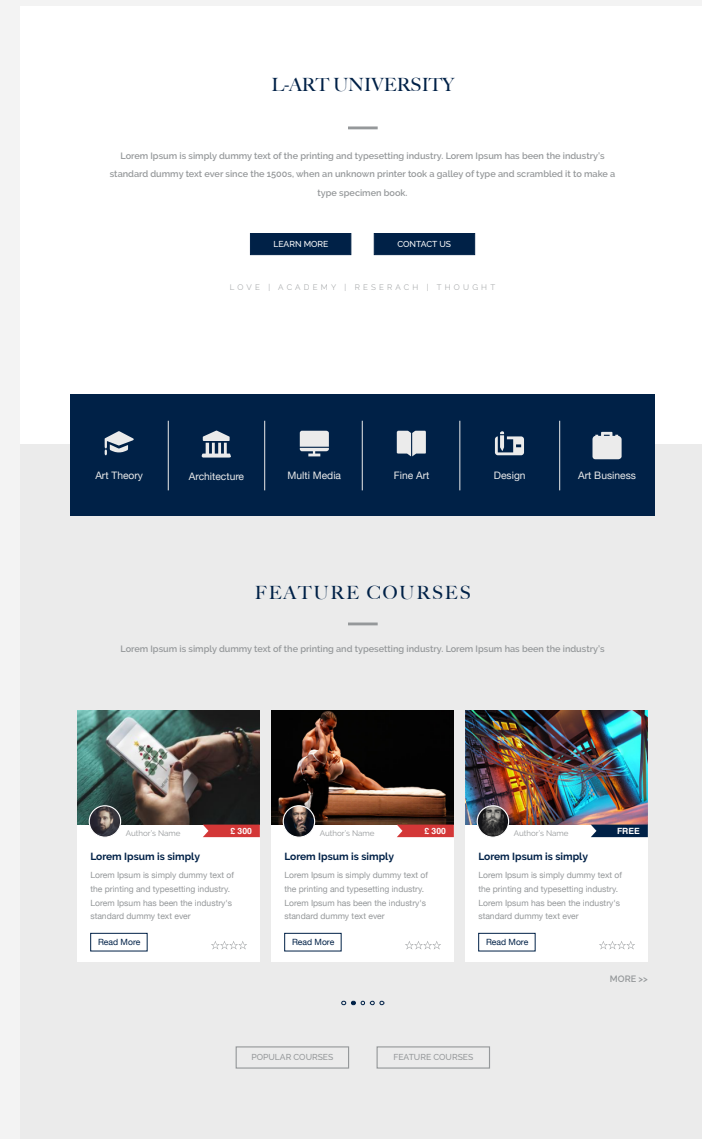 L-ART UNIVERSITY
Lorem Ipsum is simply dummy text of the printing and typesetting industry. Lorem Ipsum has been the industry's
standard dummy text ever since the 1500s, when an unknown printer took a galley of type and scrambled it to make a
type specimen book.
LEARN MORE
CONTACT US
LOVE | ACADEMY | RESERACH | THOUGHT
Art Theory
Architecture
Multi Media
Fine Art
Design
Art Business
FEATURE COURSES
Lorem Ipsum is simply dummy text of the printing and typesetting industry. Lorem Ipsum has been the industry's
Author's Name
£ 300
Lorem Ipsum is simply
Lorem Ipsum is simply dummy text of
the printing and typesetting industry.
Lorem Ipsum has been the industry's
standard dummy text ever
Read More
Author's Name
£ 300
Lorem Ipsum is simply
Lorem Ipsum is simply dummy text of
the printing and typesetting industry.
Lorem Ipsum has been the industry's
standard dummy text ever
Read More
Author's Name
FREE
Lorem Ipsum is simply
Lorem Ipsum is simply dummy text of
the printing and typesetting industry.
Lorem Ipsum has been the industry's
standard dummy text ever
Read More
MORE >>
POPULAR COURSES
FEATURE COURSES